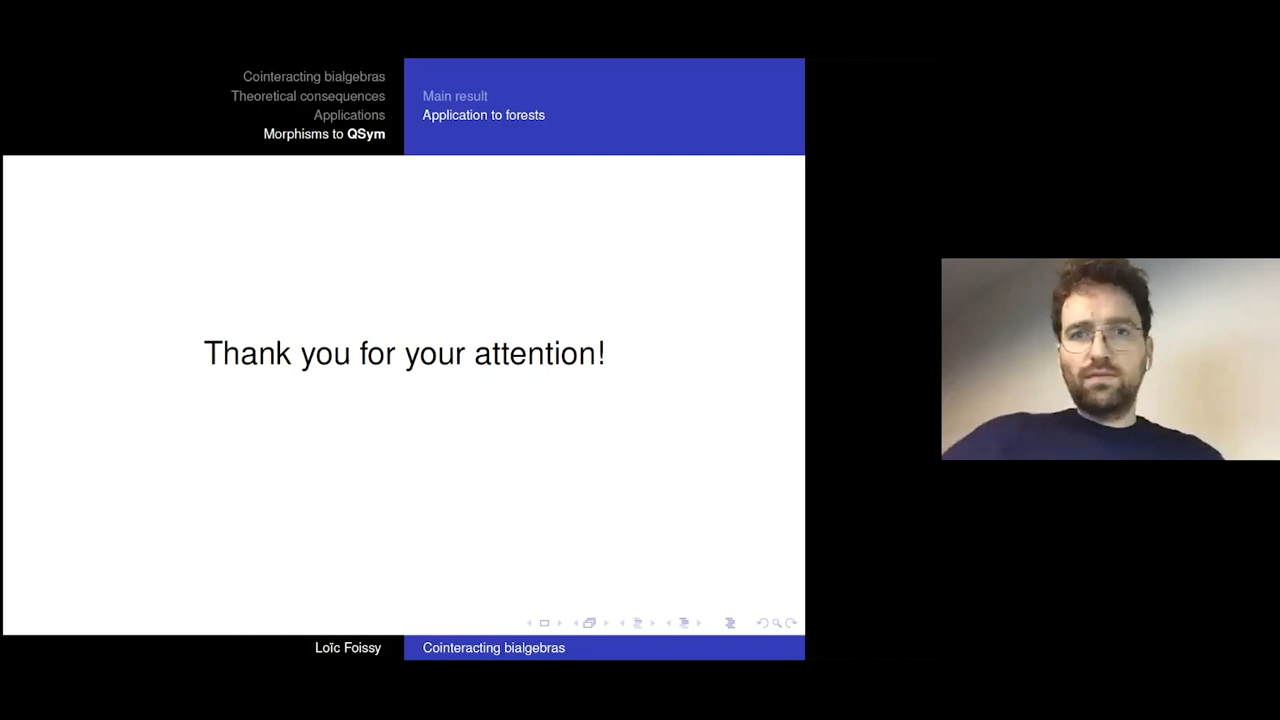 Cointeracting bialgebras
Theoretical consequences
Applications
Morphisms to QSym
Main result
Application to forests
Thank you for your attention!
Loïc Foissy
Cointeracting bialgebras